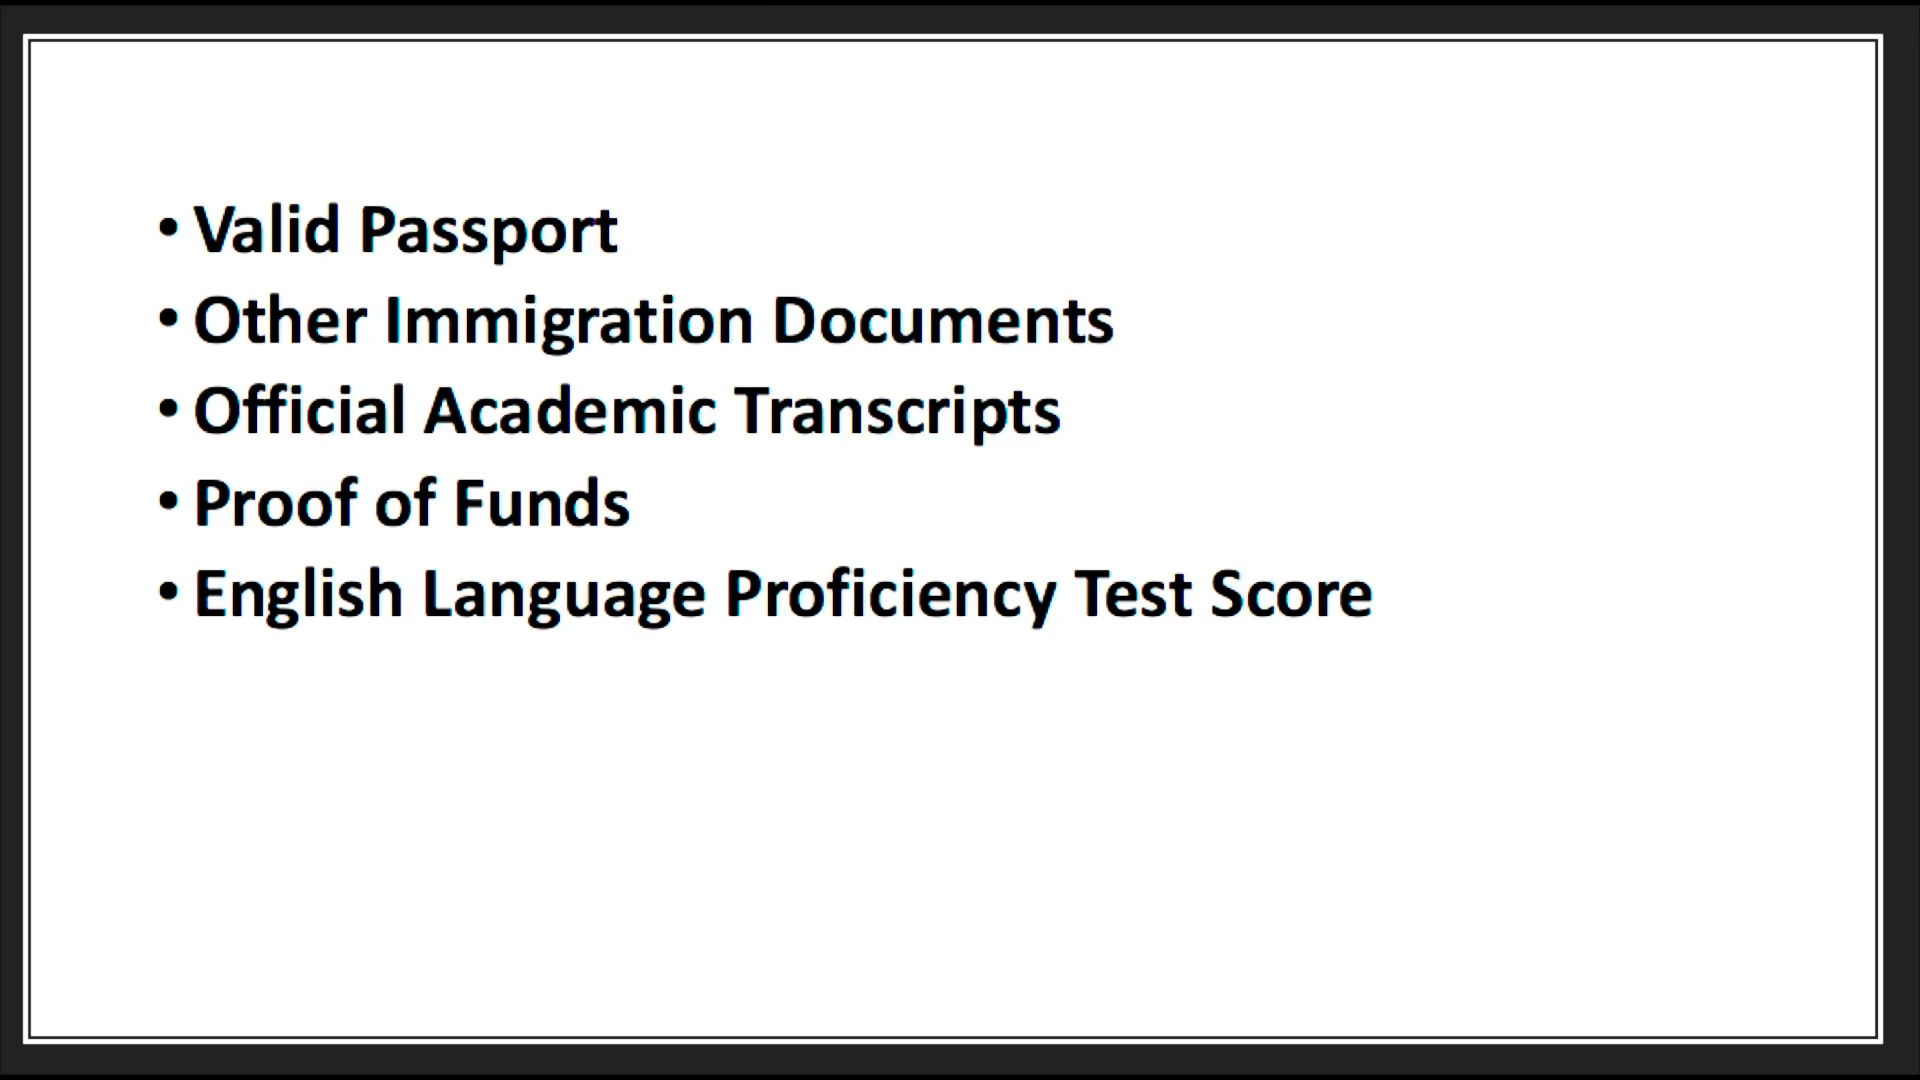 • Valid Passport
• Other Immigration Documents
• Official Academic Transcripts
• Proof of Funds
• English Language Proficiency Test Score